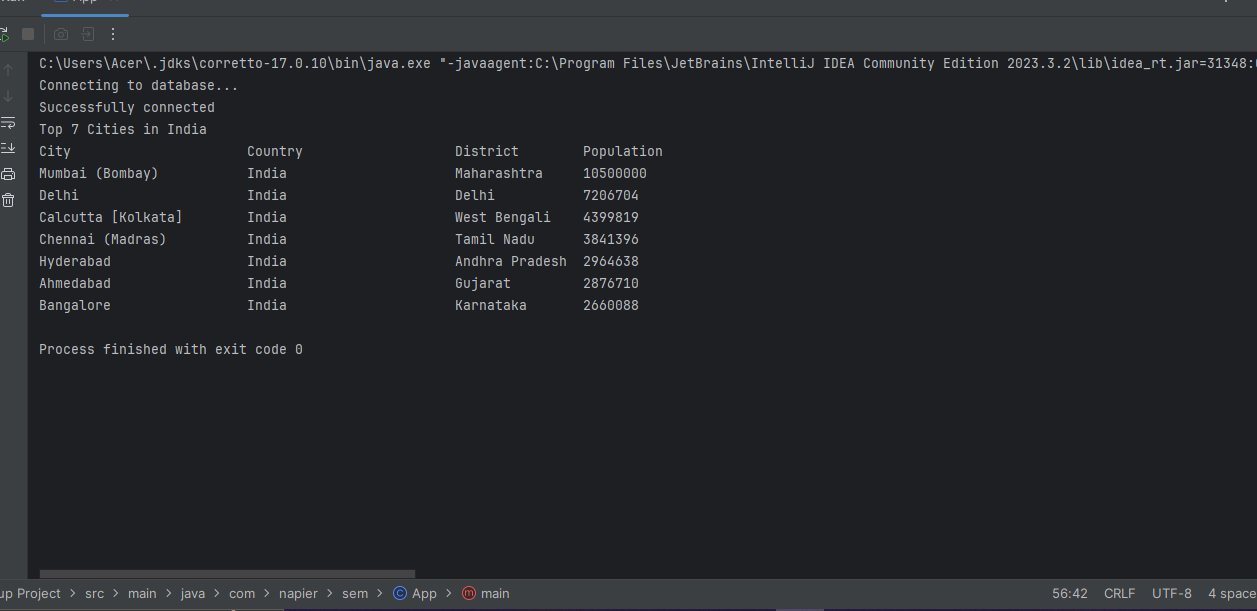 App
C:\Users\Acer\.jdks\corretto-17.0.10\bin\java.exe "-javaagent:C:\Program Files\JetBrains\IntelliJ IDEA Community Edition 2023.3.2\lib\idea_rt.jar=31348:
Connecting to database...
Successfully connected
Top 7 Cities in India
City Country District Population
Mumbai (Bombay) India Maharashtra 10500000
Delhi India Delhi 7206704
Calcutta [Kolkata] India West Bengali 4399819
Chennai (Madras) India Tamil Nadu 3841396
Hyderabad India Andhra Pradesh 2964638
Ahmedabad India Gujarat 2876710
Bangalore India Karnataka 2660088
Process finished with exit code 0
up Project > src > main > java > com > napier > sem > C App > m main 56:42 CRLF UTF-8 4 space